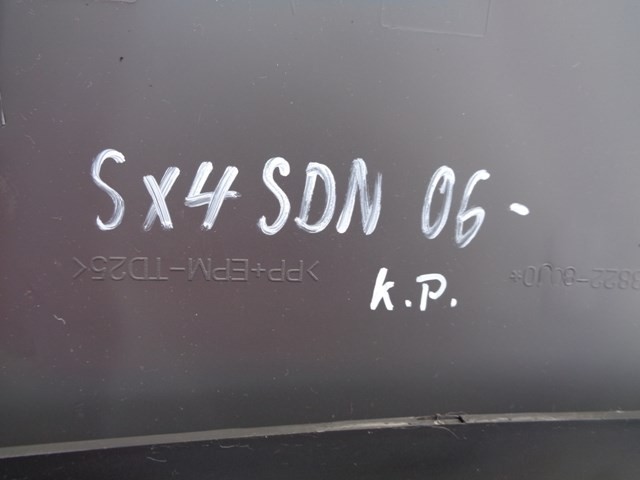 SX4 SDN 06-
>PP+EPM-TD25<
K.P.